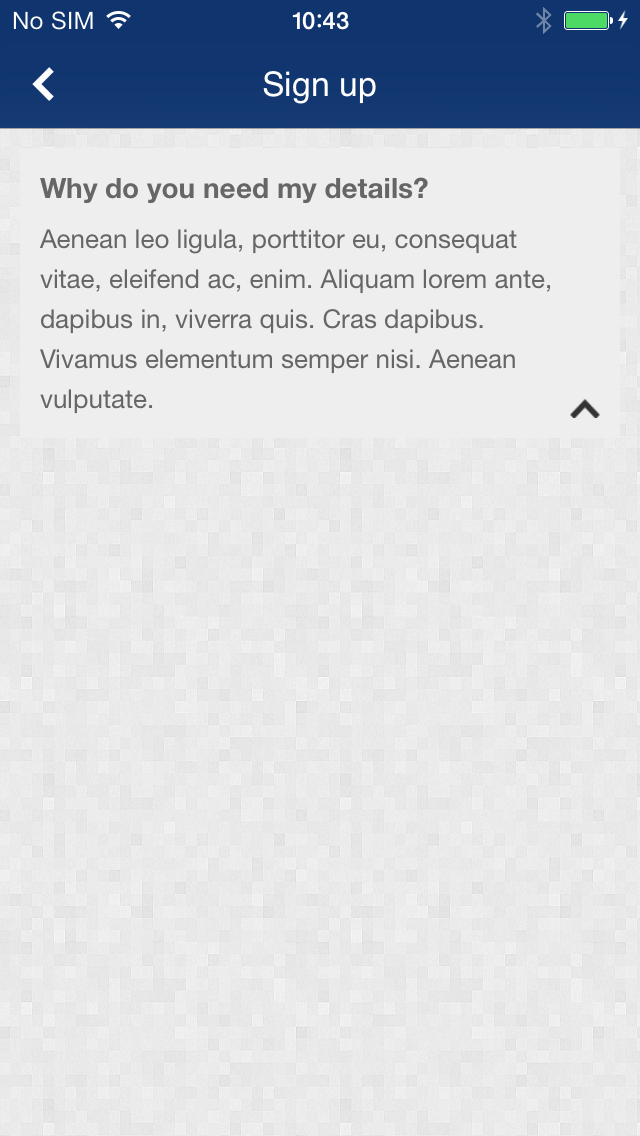 No SIM 10:43
Sign up
Why do you need my details?
Aenean leo ligula, porttitor eu, consequat
vitae, eleifend ac, enim. Aliquam lorem ante,
dapibus in, viverra quis. Cras dapibus.
Vivamus elementum semper nisi. Aenean
vulputate.